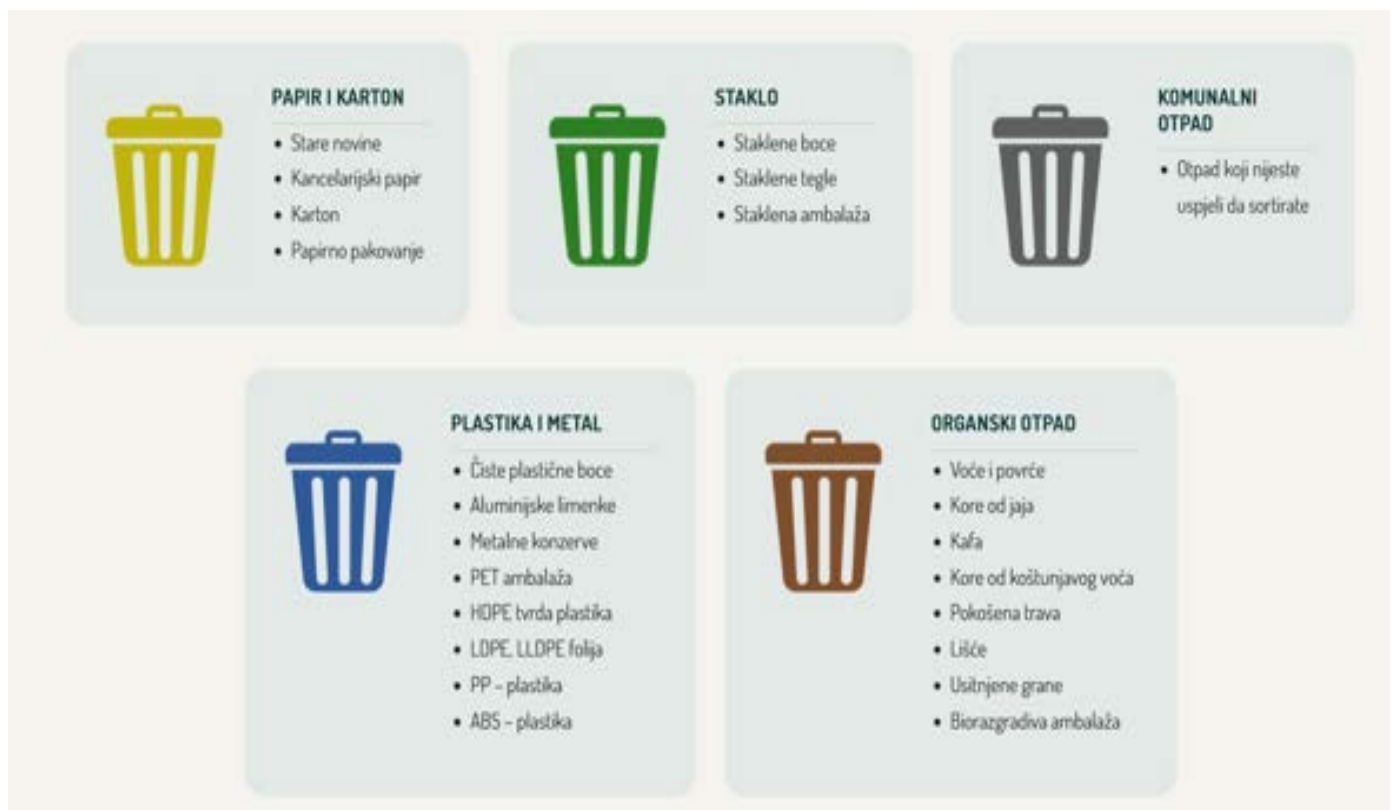 PAPIR I KARTON
• Stare novine
• Kancelarijski papir
• Karton
• Papirno pakovanje
STAKLO
• Staklene boce
• Staklene tegle
• Staklena ambalaža
KOMUNALNI
OTPAD
• Otpad koji nijeste
uspjeli da sortirate
PLASTIKA I METAL
• Čiste plastične boce
• Aluminijske limenke
• Metalne konzerve
• PET ambalaža
• HDPE tvrda plastika
• LDPE, LLDPE folija
• PP – plastika
• ABS – plastika
ORGANSKI OTPAD
• Voće i povrće
• Kore od jaja
• Kafa
• Kore od koštunjavog voća
• Pokošena trava
• Lišće
• Usitnjene grane
• Biorazgradiva ambalaža